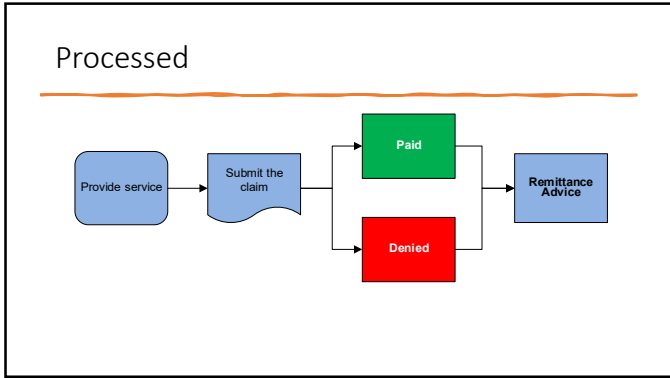 Processed
Provide service
Submit the
claim
Paid
Denied
Remittance
Advice